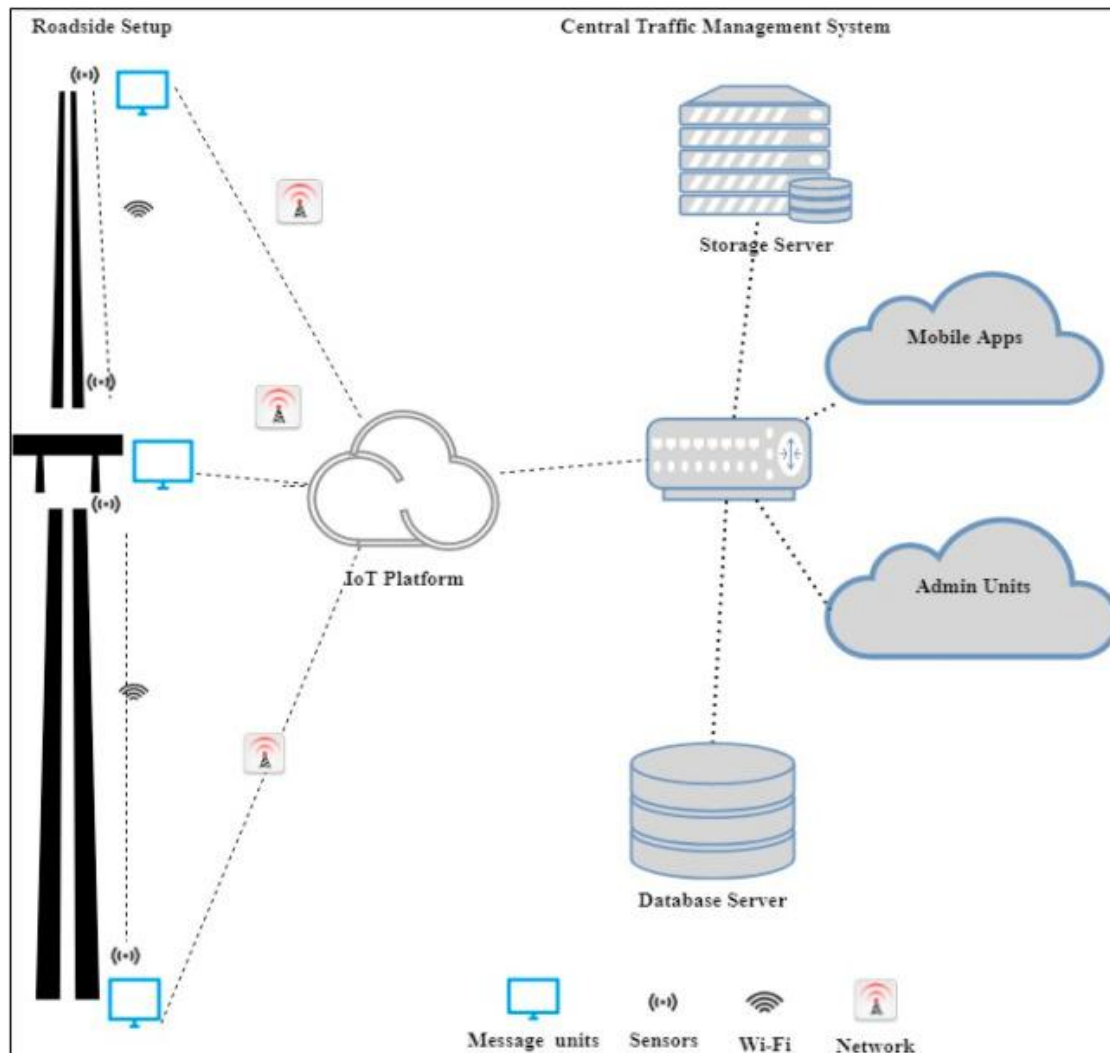 Roadside Setup
Central Traffic Management System
Storage Server
Mobile Apps
IoT Platform
Admin Units
Database Server
Message units
Sensors
Wi-Fi
Network